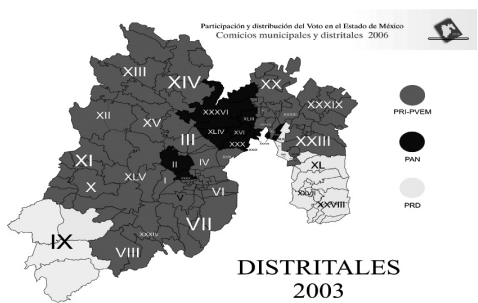 Participación y distribución del Voto en el Estado de México
Comicios municipales y distritales 2006
XIII
XIV
XX
XXXVI
XXXIX
XII
XV
XLIII
XLIV
XVI
III
XXX
XXIII
XI
II
IV
XL
X
XLV
I
V
VI
XXVIII
IX
VII
XXXIV
VIII
PRI-PVEM
PAN
PRD
DISTRITALES
2003